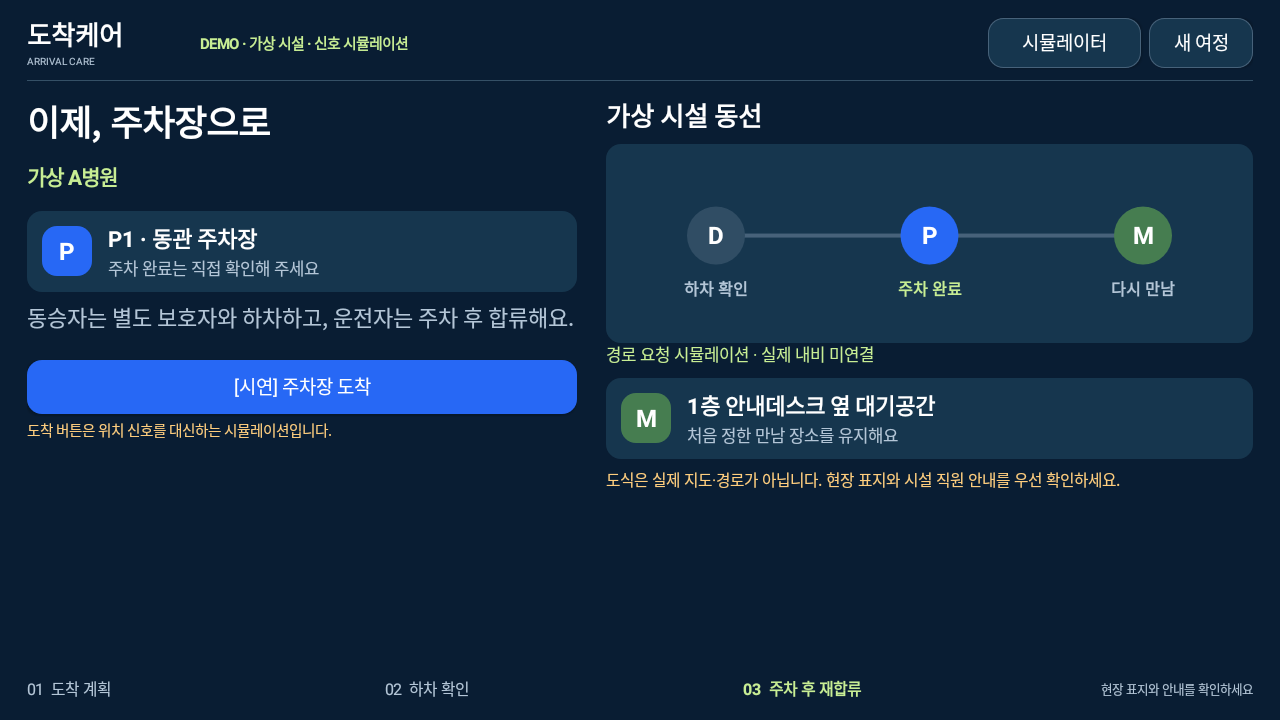 도착케어
ARRIVAL CARE
DEMO · 가상 시설 · 신호 시뮬레이션
시뮬레이터
새 여정
이제, 주차장으로
가상 A병원
P
P1 · 동관 주차장
주차 완료는 직접 확인해 주세요
동승자는 별도 보호자와 하차하고, 운전자는 주차 후 합류해요.
[시연] 주차장 도착
도착 버튼은 위치 신호를 대신하는 시뮬레이션입니다.
가상 시설 동선
D
P
M
하차 확인
주차 완료
다시 만남
경로 요청 시뮬레이션 · 실제 내비 미연결
M
1층 안내데스크 옆 대기공간
처음 정한 만남 장소를 유지해요
도식은 실제 지도·경로가 아닙니다. 현장 표지와 시설 직원 안내를 우선 확인하세요.
01 도착 계획
02 하차 확인
03 주차 후 재합류
현장 표지와 안내를 확인하세요